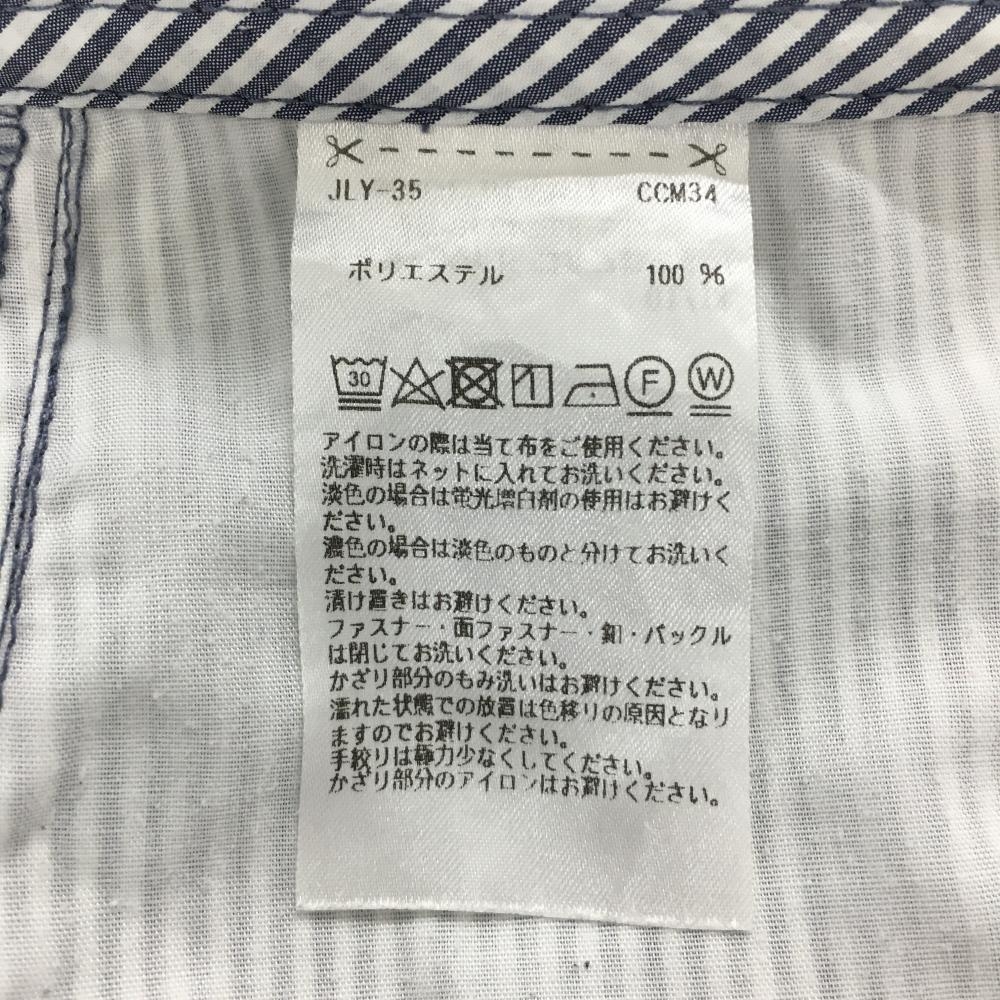 JLY-35 CCM34
ポリエステル 100 %
30 F W
アイロンの際は当て布をご使用ください。
洗濯時はネットに入れてお洗いください。
淡色の場合は蛍光増白剤の使用はお避けく
ださい。
濃色の場合は淡色のものと分けてお洗いく
ださい。
漬け置きはお避けください。
ファスナー・面ファスナー・釦・バックル
は閉じてお洗いください。
かざり部分のもみ洗いはお避けください。
濡れた状態での放置は色移りの原因となり
ますのでお避けください。
手絞りは極力少なくしてください。
かざり部分のアイロンはお避けください。